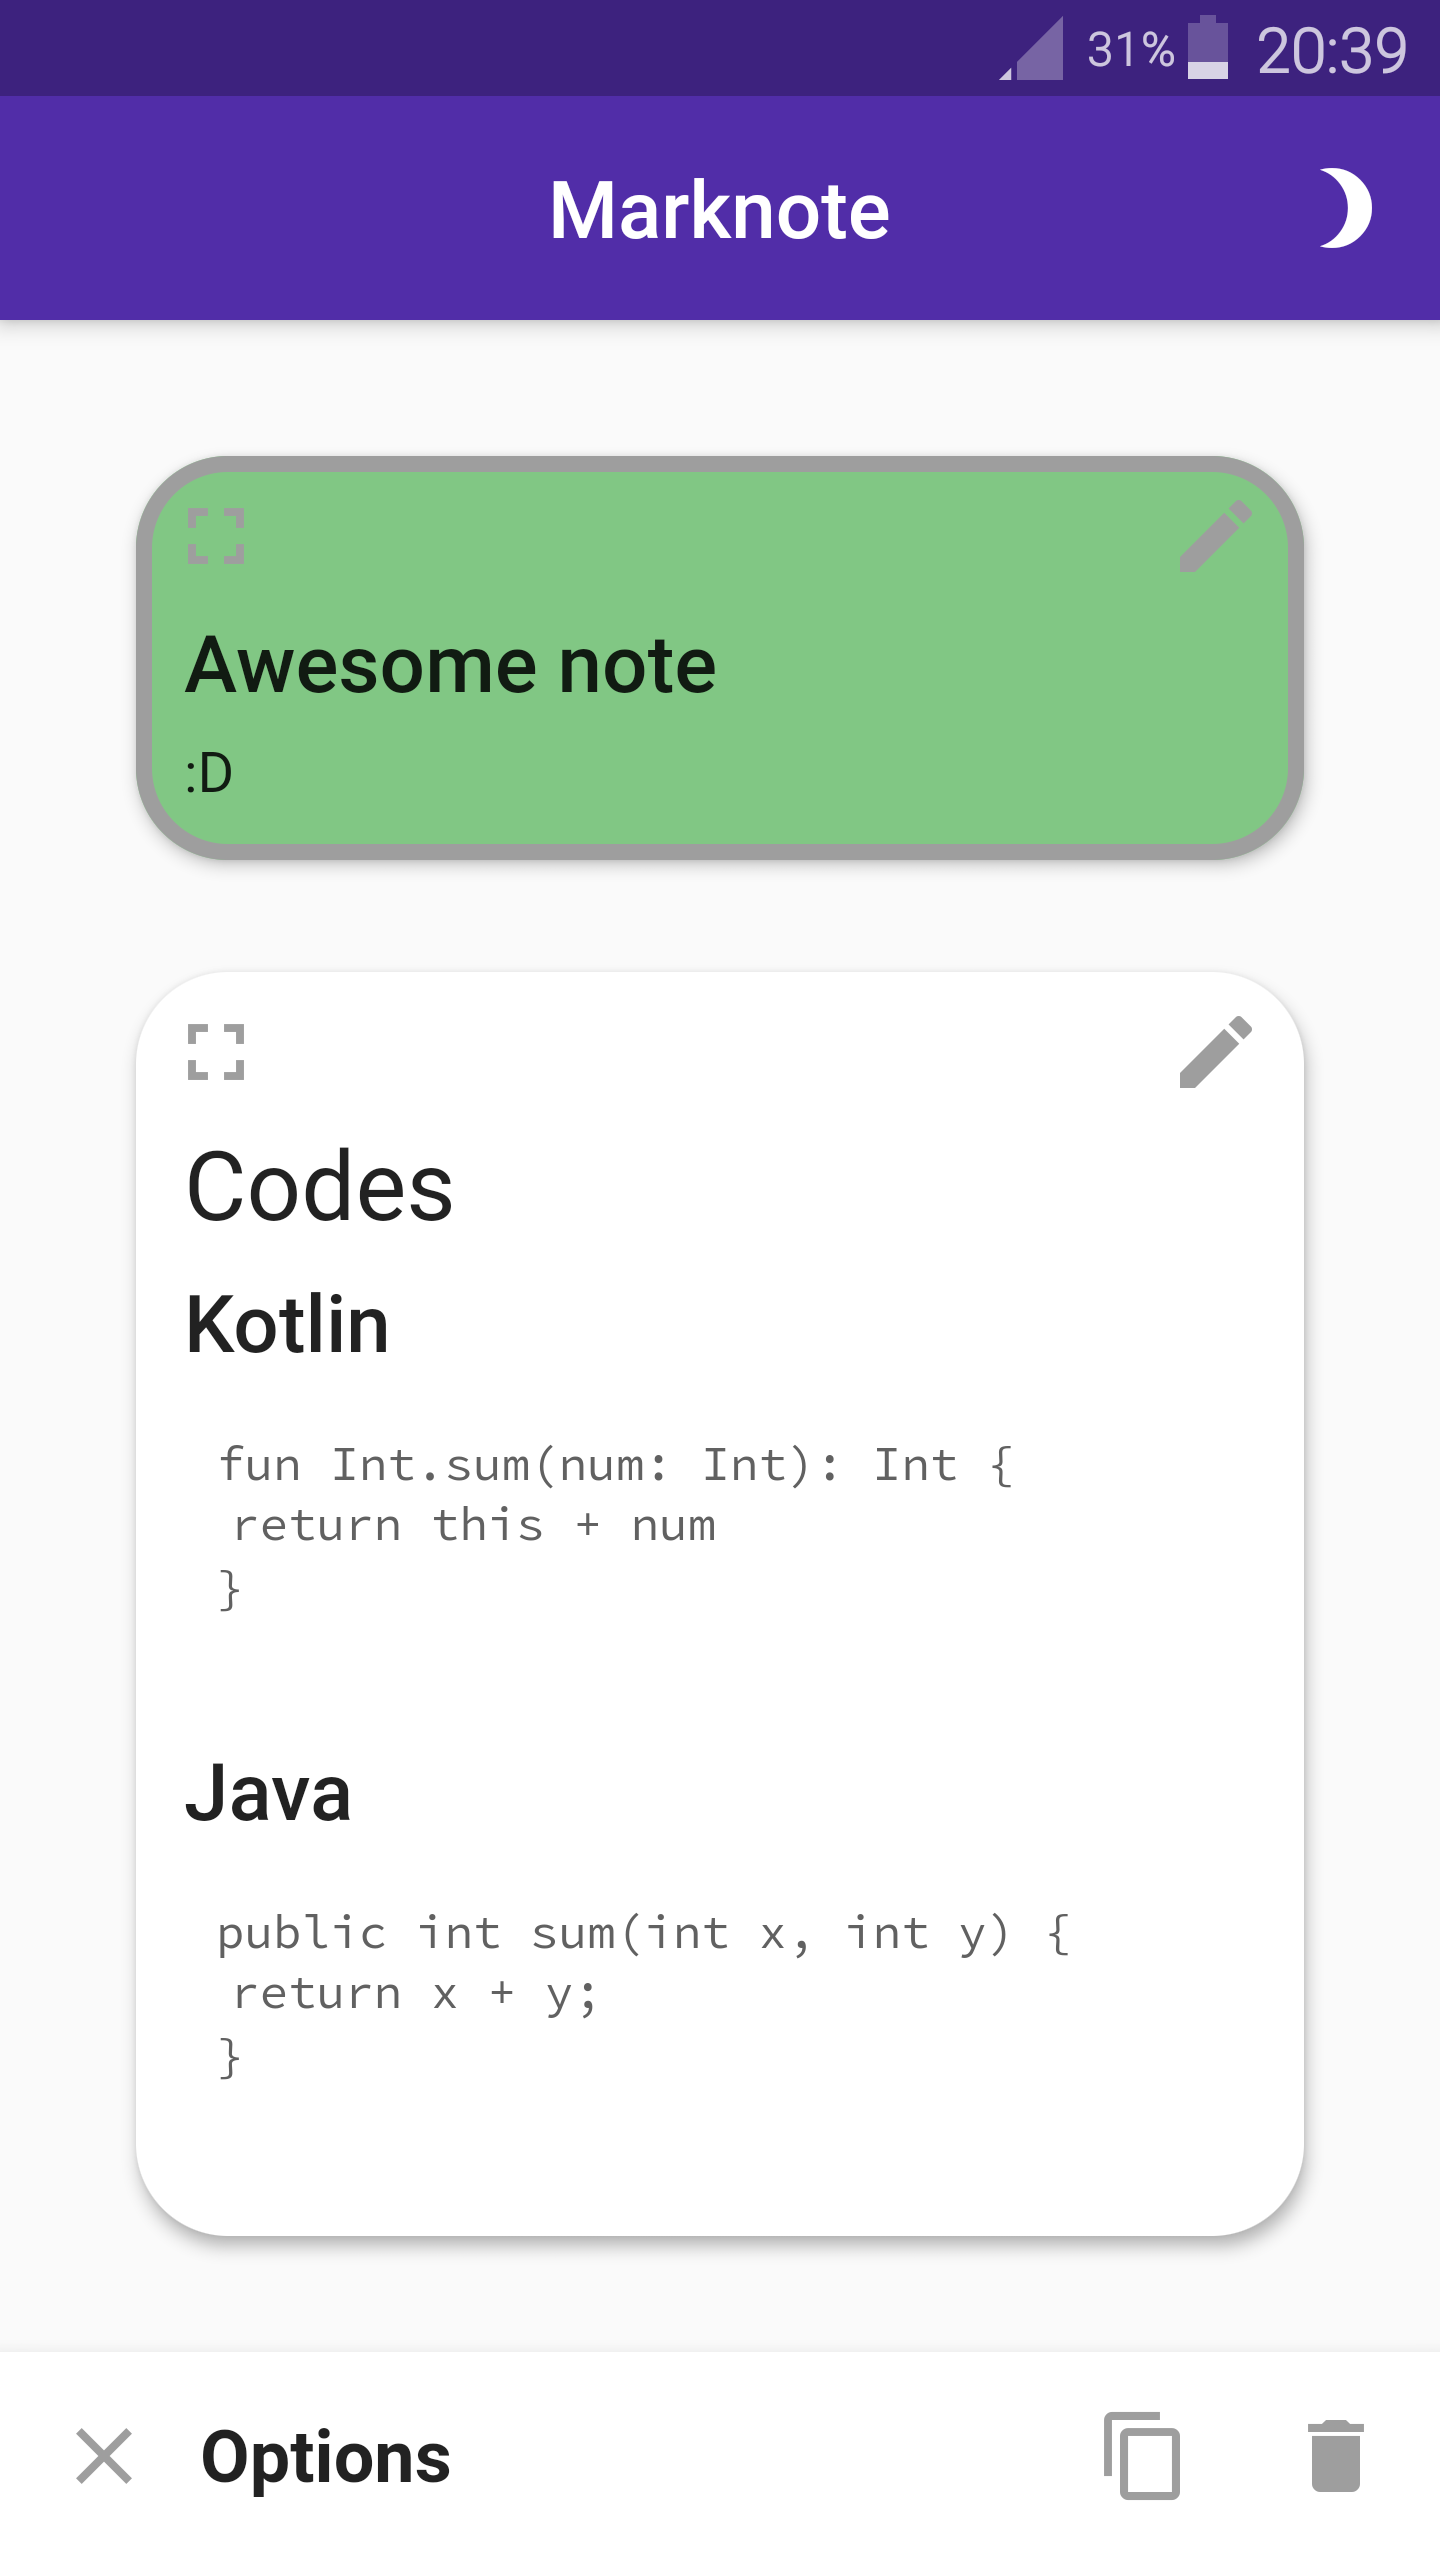 31% 20:39
Marknote
Awesome note
:D
Codes
Kotlin
fun Int.sum(num: Int): Int {
return this + num
}
Java
public int sum(int x, int y) {
return x + y;
}
Options